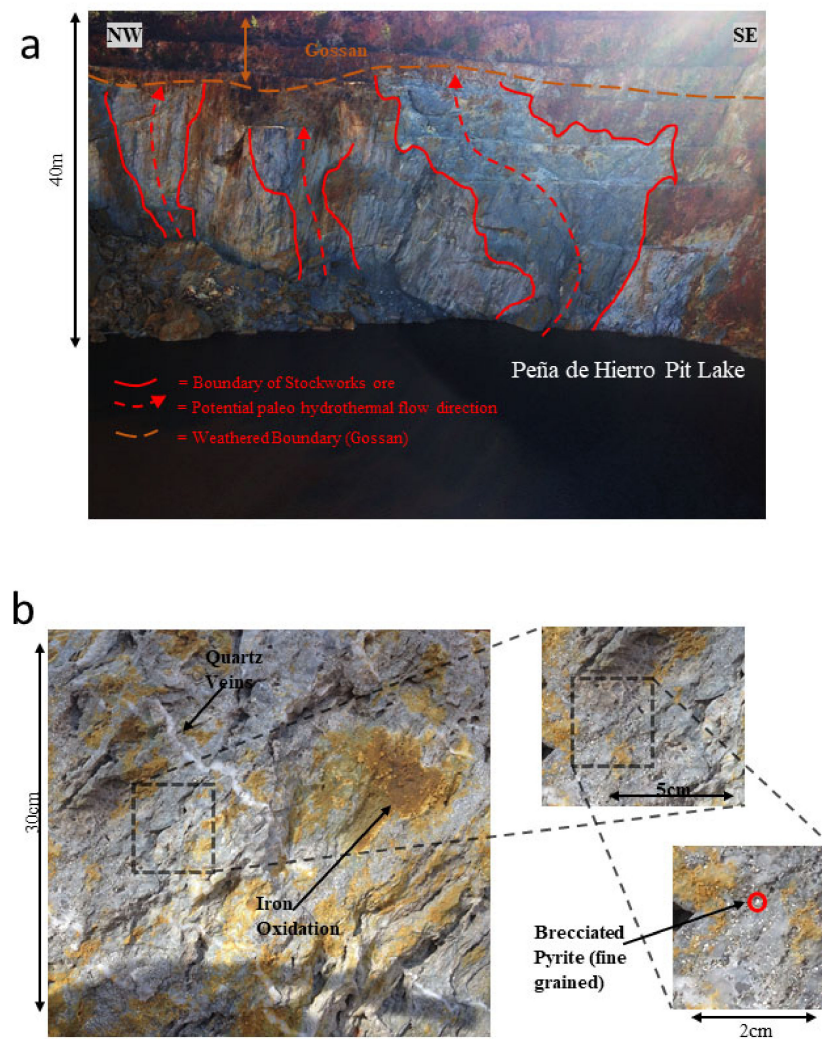 a
NW
Gossan
SE
40m
Peña de Hierro Pit Lake
= Boundary of Stockworks ore
= Potential paleo hydrothermal flow direction
= Weathered Boundary (Gossan)
b
Quartz
Veins
30cm
5cm
Iron
Oxidation
Brecciated
Pyrite (fine
grained)
2cm